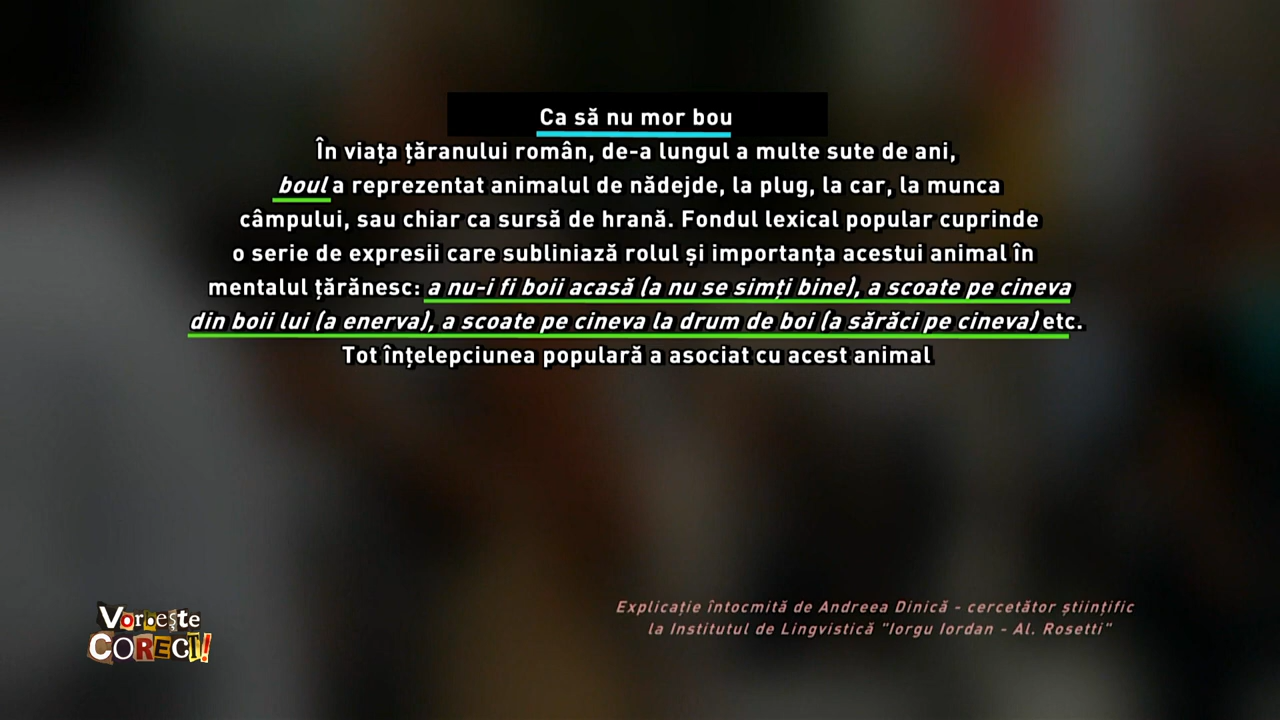 Ca să nu mor bou
În viața țăranului român, de-a lungul a multe sute de ani,
boul a reprezentat animalul de nădejde, la plug, la car, la munca
câmpului, sau chiar ca sursă de hrană. Fondul lexical popular cuprinde
o serie de expresii care subliniază rolul și importanța acestui animal în
mentalul țărănesc: a nu-i fi boii acasă (a nu se simți bine), a scoate pe cineva
din boii lui (a enerva), a scoate pe cineva la drum de boi (a sărăci pe cineva) etc.
Tot înțelepciunea populară a asociat cu acest animal
Explicație întocmită de Andreea Dinică - cercetător științific
la Institutul de Lingvistică "Iorgu Iordan - Al. Rosetti"
Vorbește
CORECT!